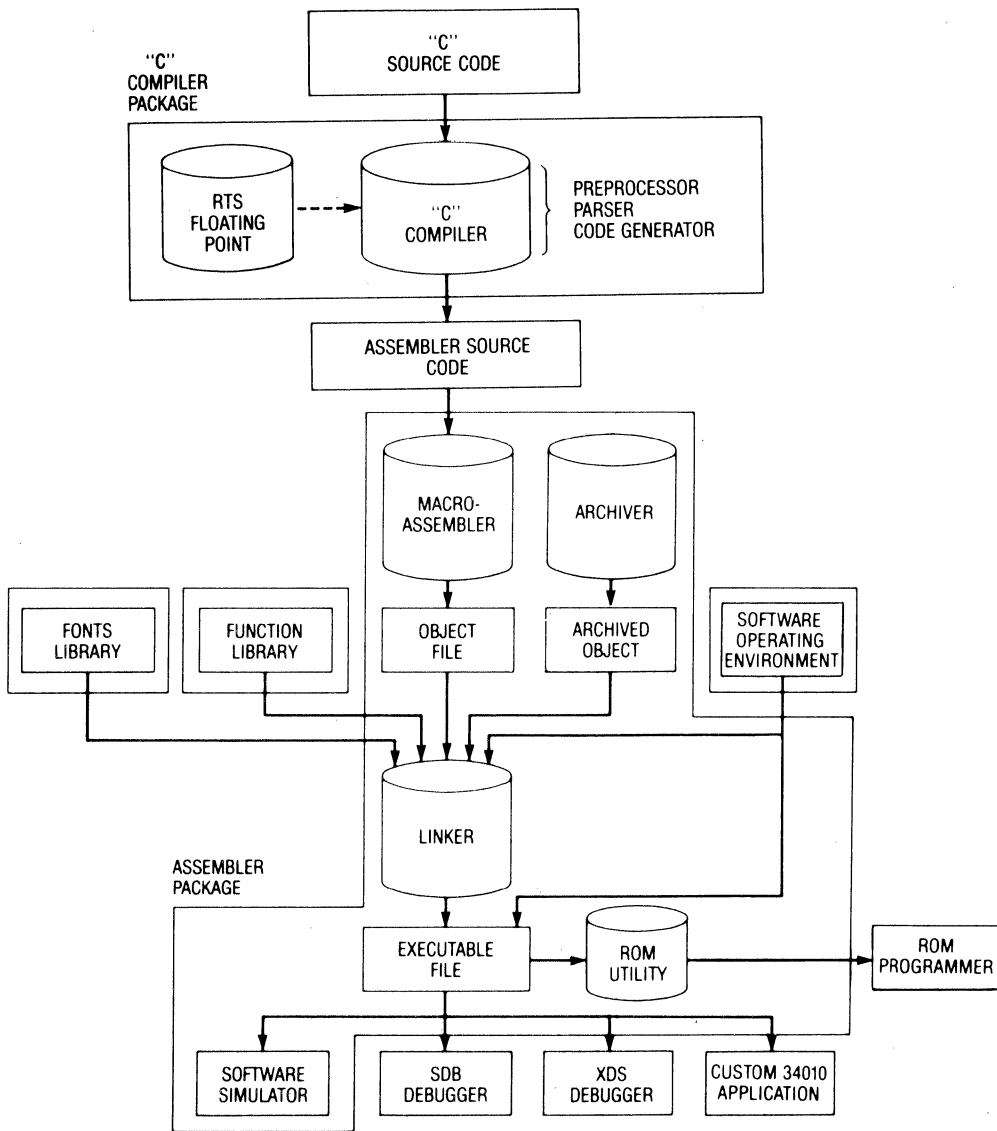 "C"
SOURCE CODE
"C"
COMPILER
PACKAGE
RTS
FLOATING
POINT
"C"
COMPILER
PREPROCESSOR
PARSER
CODE GENERATOR
ASSEMBLER SOURCE
CODE
MACRO-
ASSEMBLER
ARCHIVER
FONTS
LIBRARY
FUNCTION
LIBRARY
OBJECT
FILE
ARCHIVED
OBJECT
SOFTWARE
OPERATING
ENVIRONMENT
LINKER
ASSEMBLER
PACKAGE
EXECUTABLE
FILE
ROM
UTILITY
ROM
PROGRAMMER
SOFTWARE
SIMULATOR
SDB
DEBUGGER
XDS
DEBUGGER
CUSTOM 34010
APPLICATION